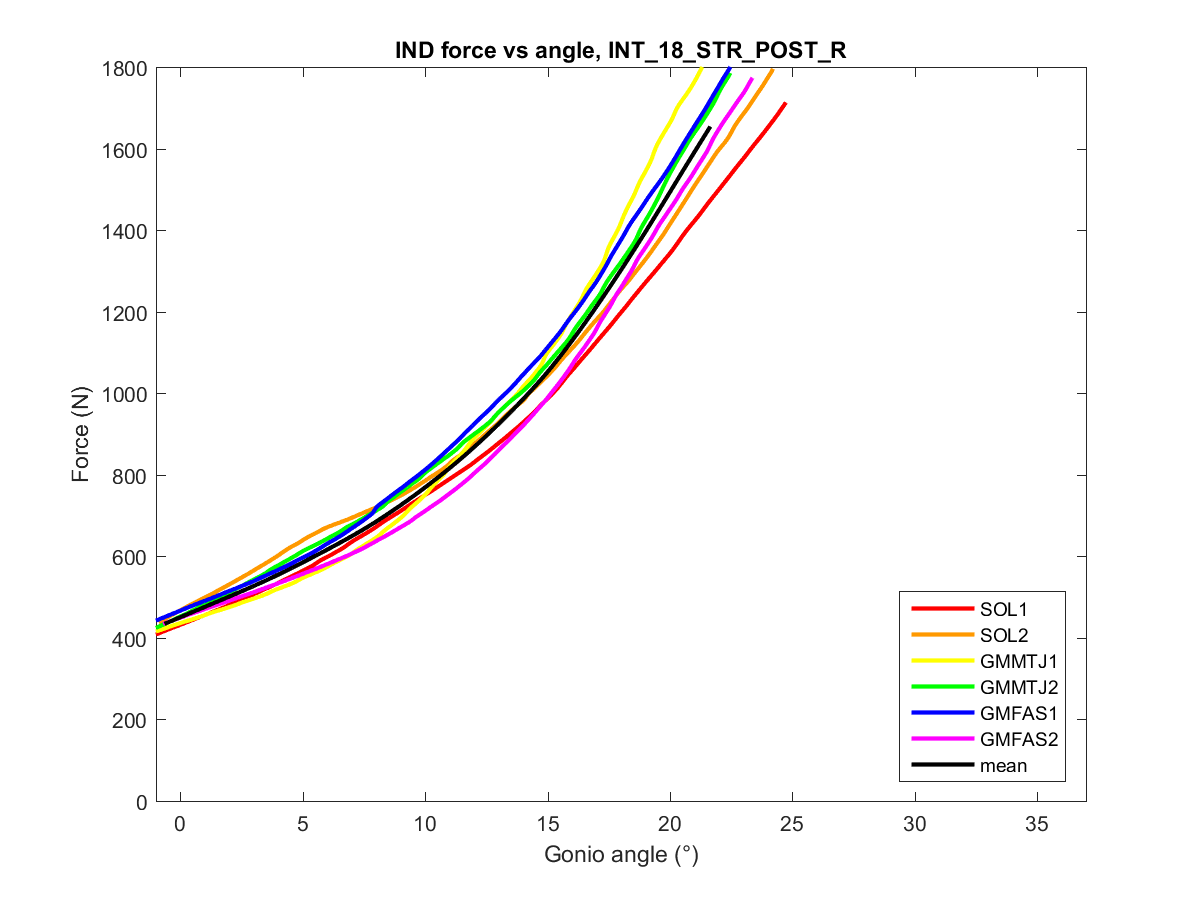 IND force vs angle, INT_18_STR_POST_R
1800
1600
1400
1200
1000
800
600
400
200
0
Force (N)
0 5 10 15 20 25 30 35
Gonio angle (°)
SOL1
SOL2
GMMTJ1
GMMTJ2
GMFAS1
GMFAS2
mean